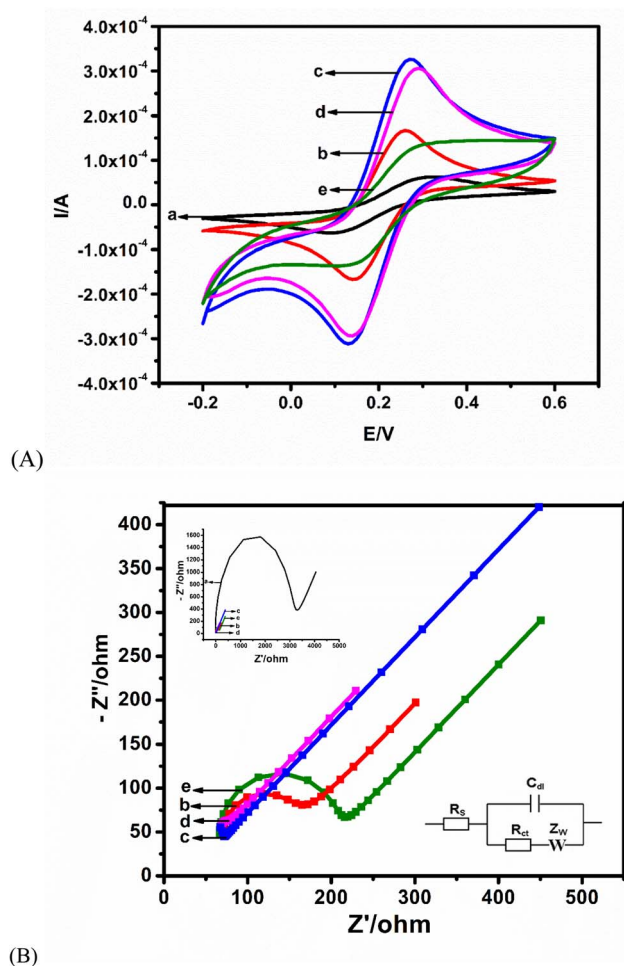 4.0x10⁻⁴
3.0x10⁻⁴
2.0x10⁻⁴
1.0x10⁻⁴
0.0
-1.0x10⁻⁴
-2.0x10⁻⁴
-3.0x10⁻⁴
-4.0x10⁻⁴
I/A
c
d
b
e
a
-0.2 0.0 0.2 0.4 0.6
E/V
(A)
400
350
300
250
200
150
100
50
0
- Z''/ohm
1600
1400
1200
1000
800
600
400
200
0
- Z''/ohm
a
c
e
b
d
0 1000 2000 3000 4000 5000
Z'/ohm
e
b
d
c
C_dl
R_S
R_ct
Z_W
W
0 100 200 300 400 500
Z'/ohm
(B)